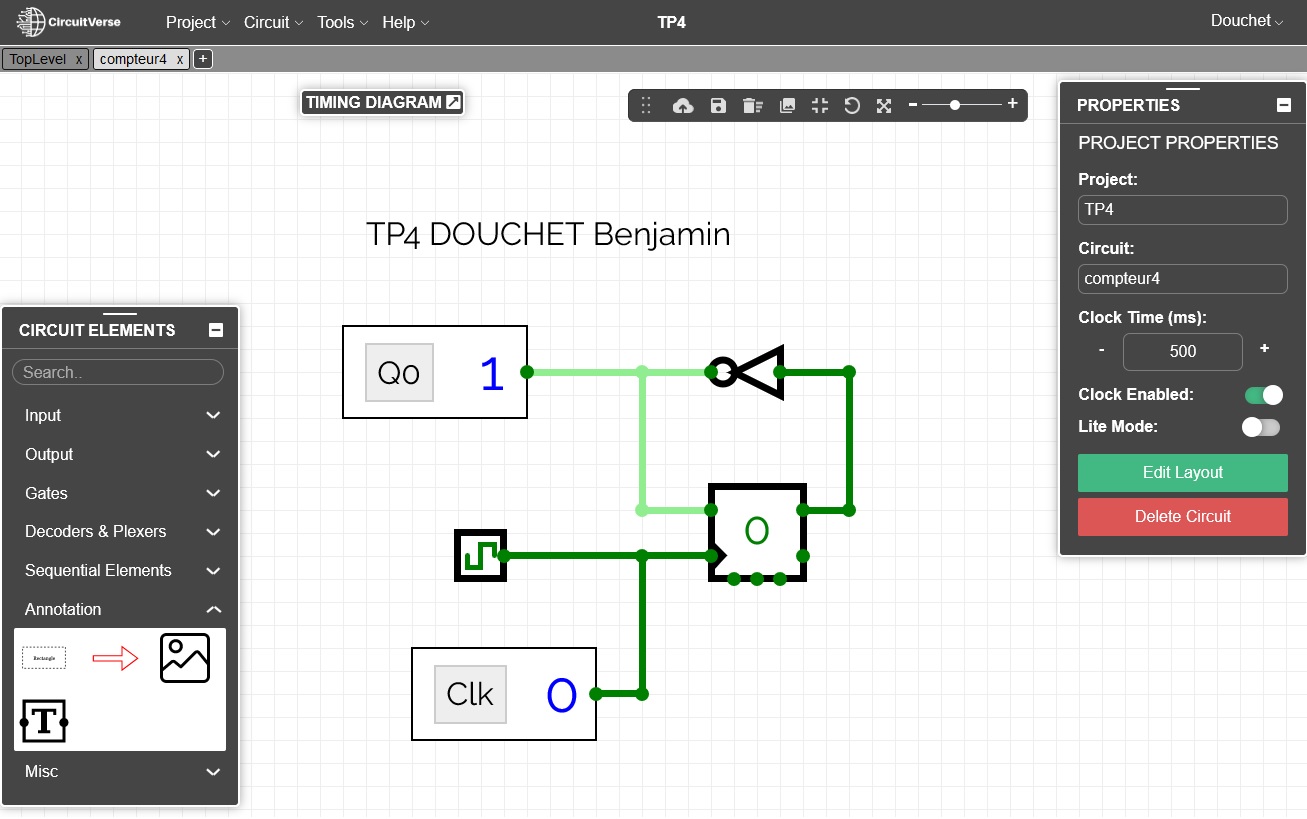 CircuitVerse Project Circuit Tools Help TP4 Douchet
TopLevel x compteur4 x +
TIMING DIAGRAM
- +
PROPERTIES
PROJECT PROPERTIES
Project:
TP4
Circuit:
compteur4
Clock Time (ms):
- 500 +
Clock Enabled:
Lite Mode:
Edit Layout
Delete Circuit
TP4 DOUCHET Benjamin
CIRCUIT ELEMENTS
Search..
Input
Output
Gates
Decoders & Plexers
Sequential Elements
Annotation
Rectangle
T
Misc
Q0 1
0
Clk 0